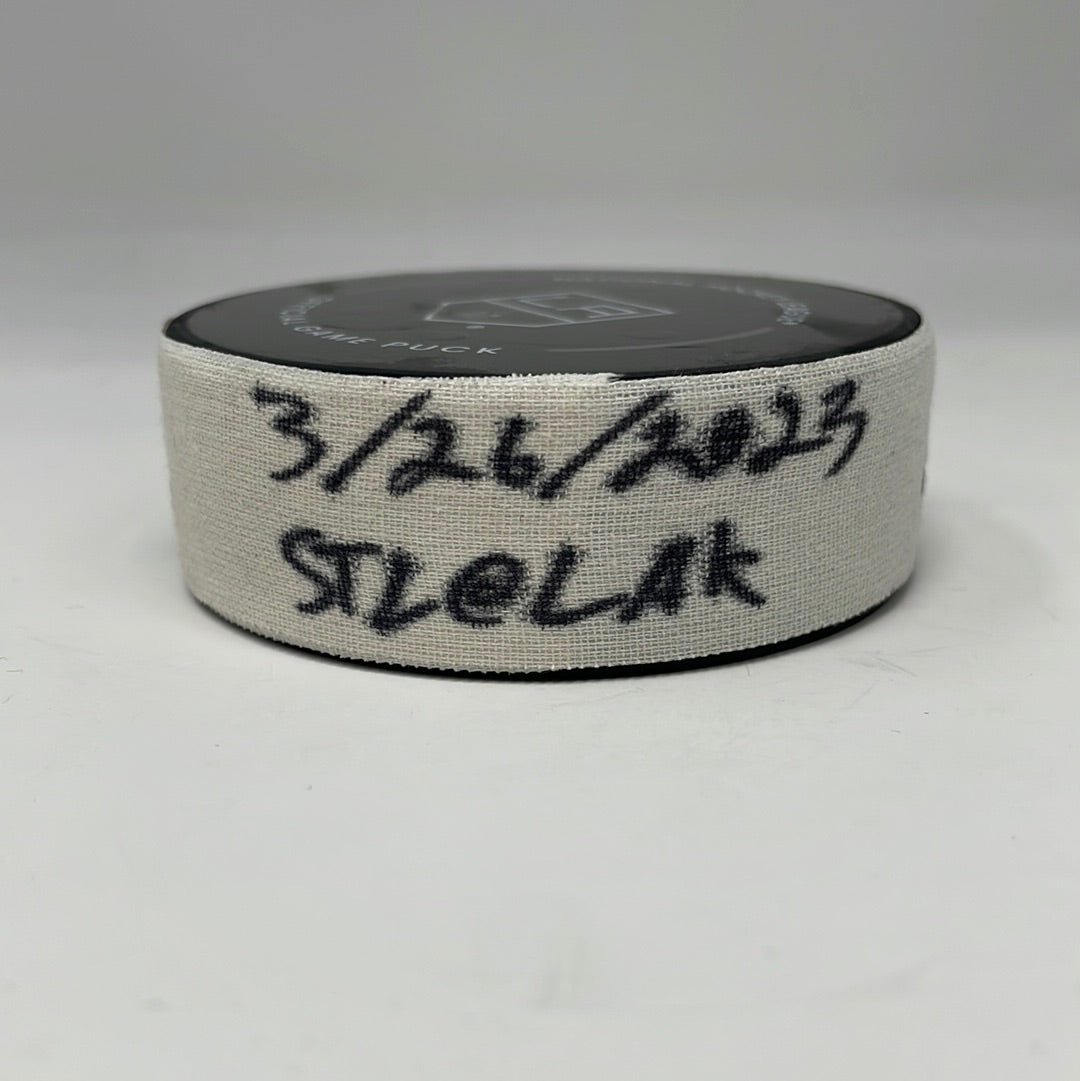 OFFICIAL GAME PUCK
3/26/2023
STL@LAK